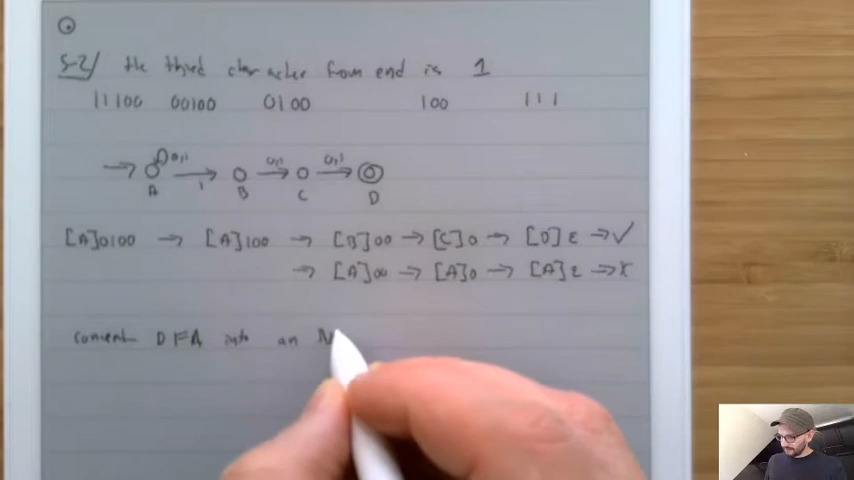 S-2/ the third character from end is 1
11100 00100 0100 100 111
0,1 1 0,1 0,1
A B C D
[A]0100 → [A]100 → [B]00 → [C]0 → [D]ε → ✓
→ [A]00 → [A]0 → [A]ε → x
convert DFA into an N